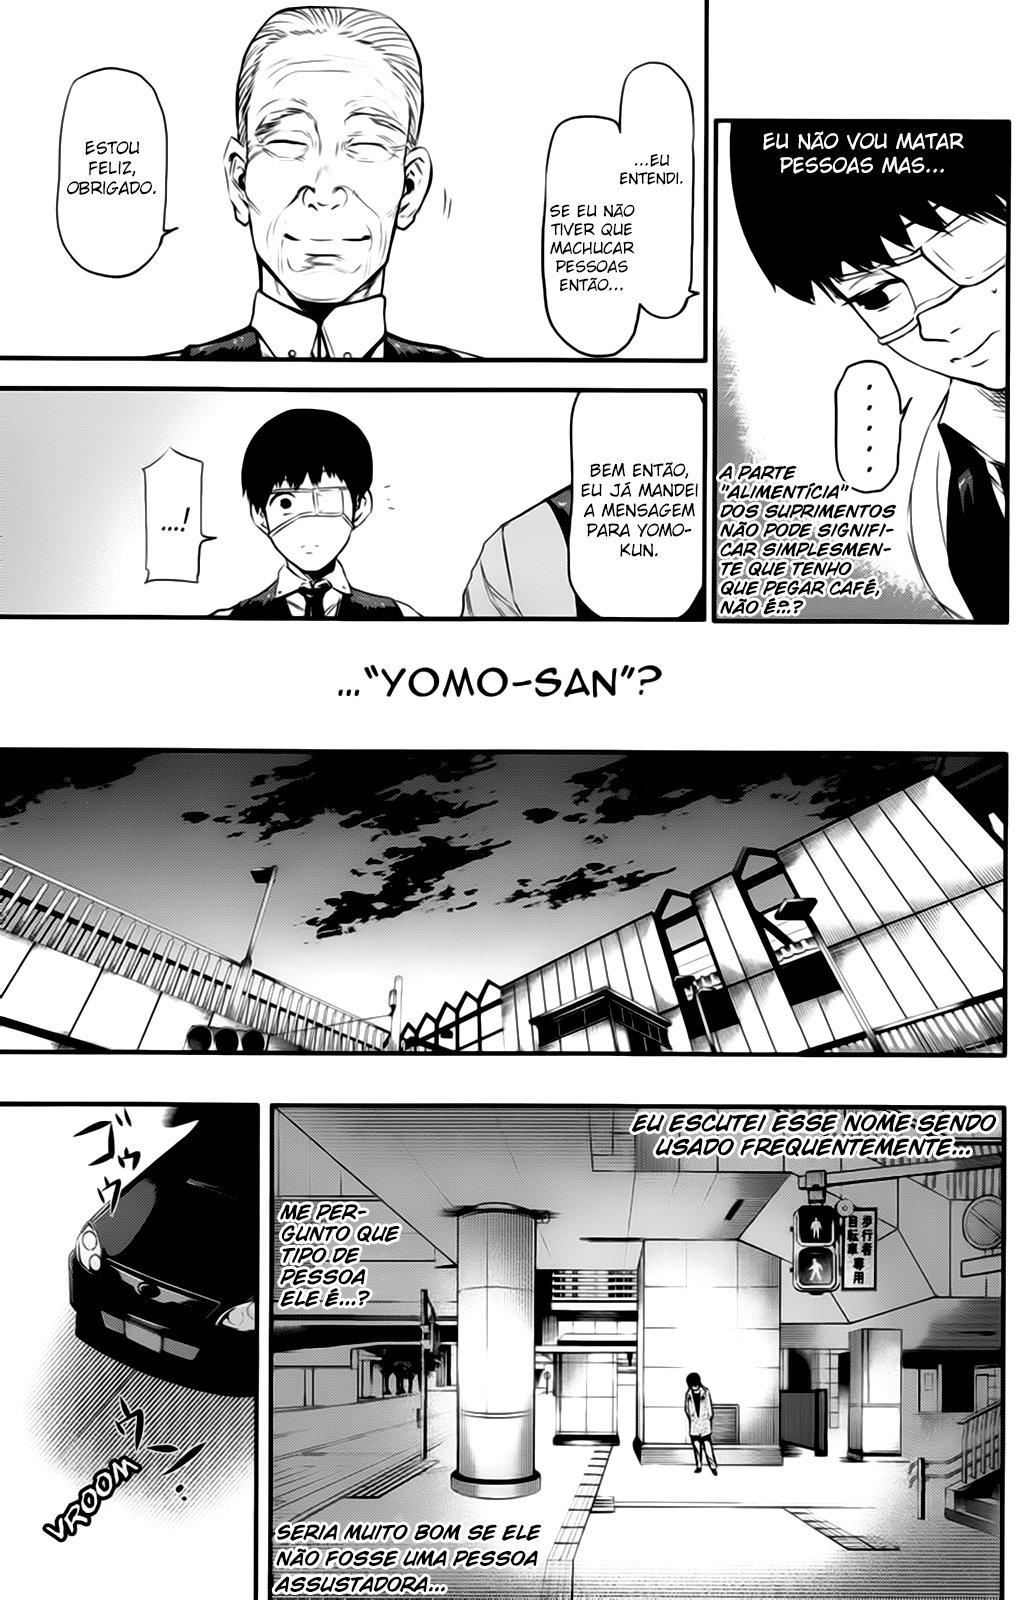 EU NÃO VOU MATAR
PESSOAS MAS...
......
A PARTE
"ALIMENTÍCIA"
DOS SUPRIMENTOS
NÃO PODE SIGNIFI-
CAR SIMPLESMEN-
TE QUE TENHO
QUE PEGAR CAFÉ,
NÃO É?..?
...EU
ENTENDI.
SE EU NÃO
TIVER QUE
MACHUCAR
PESSOAS
ENTÃO...
ESTOU
FELIZ,
OBRIGADO.
BEM ENTÃO,
EU JÁ MANDEI
A MENSAGEM
PARA YOMO-
KUN.
....!
..."YOMO-SAN"?
EU ESCUTEI ESSE NOME SENDO
USADO FREQUENTEMENTE...
ME PER-
GUNTO QUE
TIPO DE
PESSOA
ELE É...?
歩行者
自転車専用
SERIA MUITO BOM SE ELE
NÃO FOSSE UMA PESSOA
ASSUSTADORA...
ゴゥ
ヴーン...
VROOM